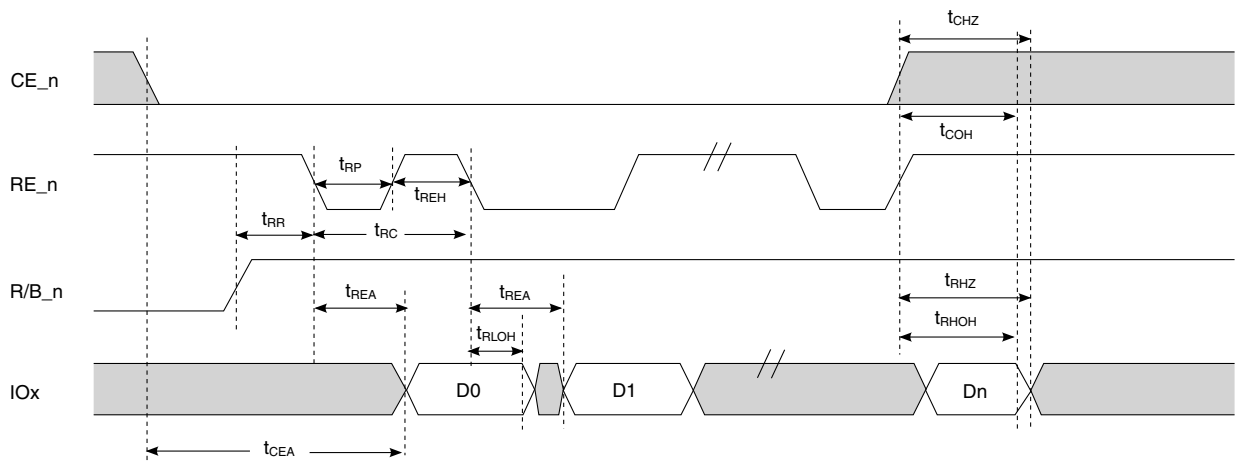 tCHZ
CE_n
tCOH
tRP
RE_n
tREH
tRR
tRC
R/B_n
tREA
tREA
tRHZ
tRLOH
tRHOH
IOx
D0
D1
Dn
tCEA